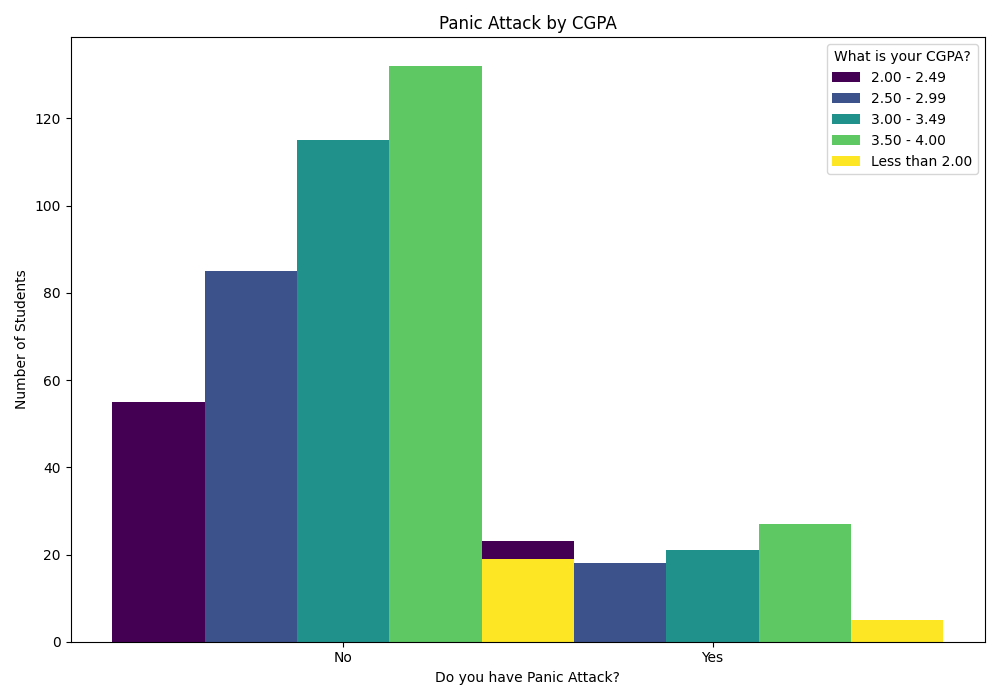 Panic Attack by CGPA
What is your CGPA?
2.00 - 2.49
2.50 - 2.99
3.00 - 3.49
3.50 - 4.00
Less than 2.00
Number of Students
120
100
80
60
40
20
0
No
Yes
Do you have Panic Attack?